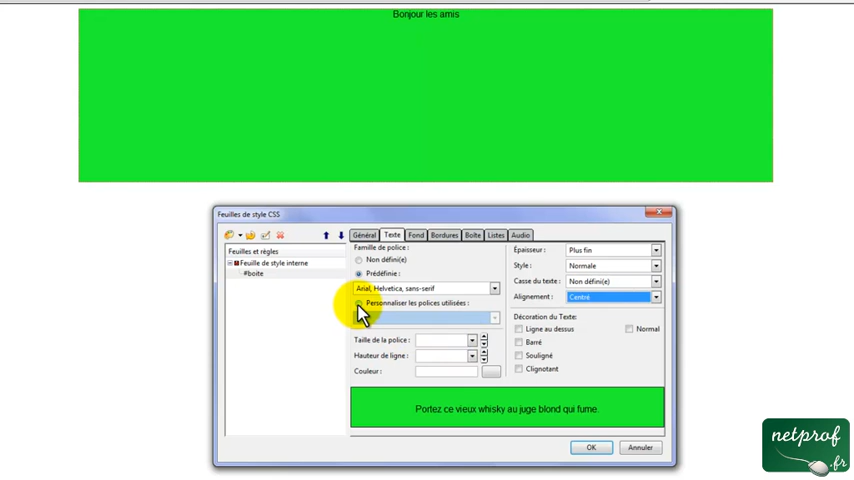 Bonjour les amis
Feuilles de style CSS
Général Texte Fond Bordures Boîte Listes Audio
Feuilles et règles
Feuille de style interne
#boite
Famille de police :
Non défini(e)
Prédéfinie :
Arial, Helvetica, sans-serif
Personnaliser les polices utilisées :
Taille de la police :
Hauteur de ligne :
Couleur :
Épaisseur : Plus fin
Style : Normale
Casse du texte : Non défini(e)
Alignement : Centré
Décoration du Texte :
Ligne au dessus Normal
Barré
Souligné
Clignotant
Portez ce vieux whisky au juge blond qui fume.
OK Annuler
netprof
.fr